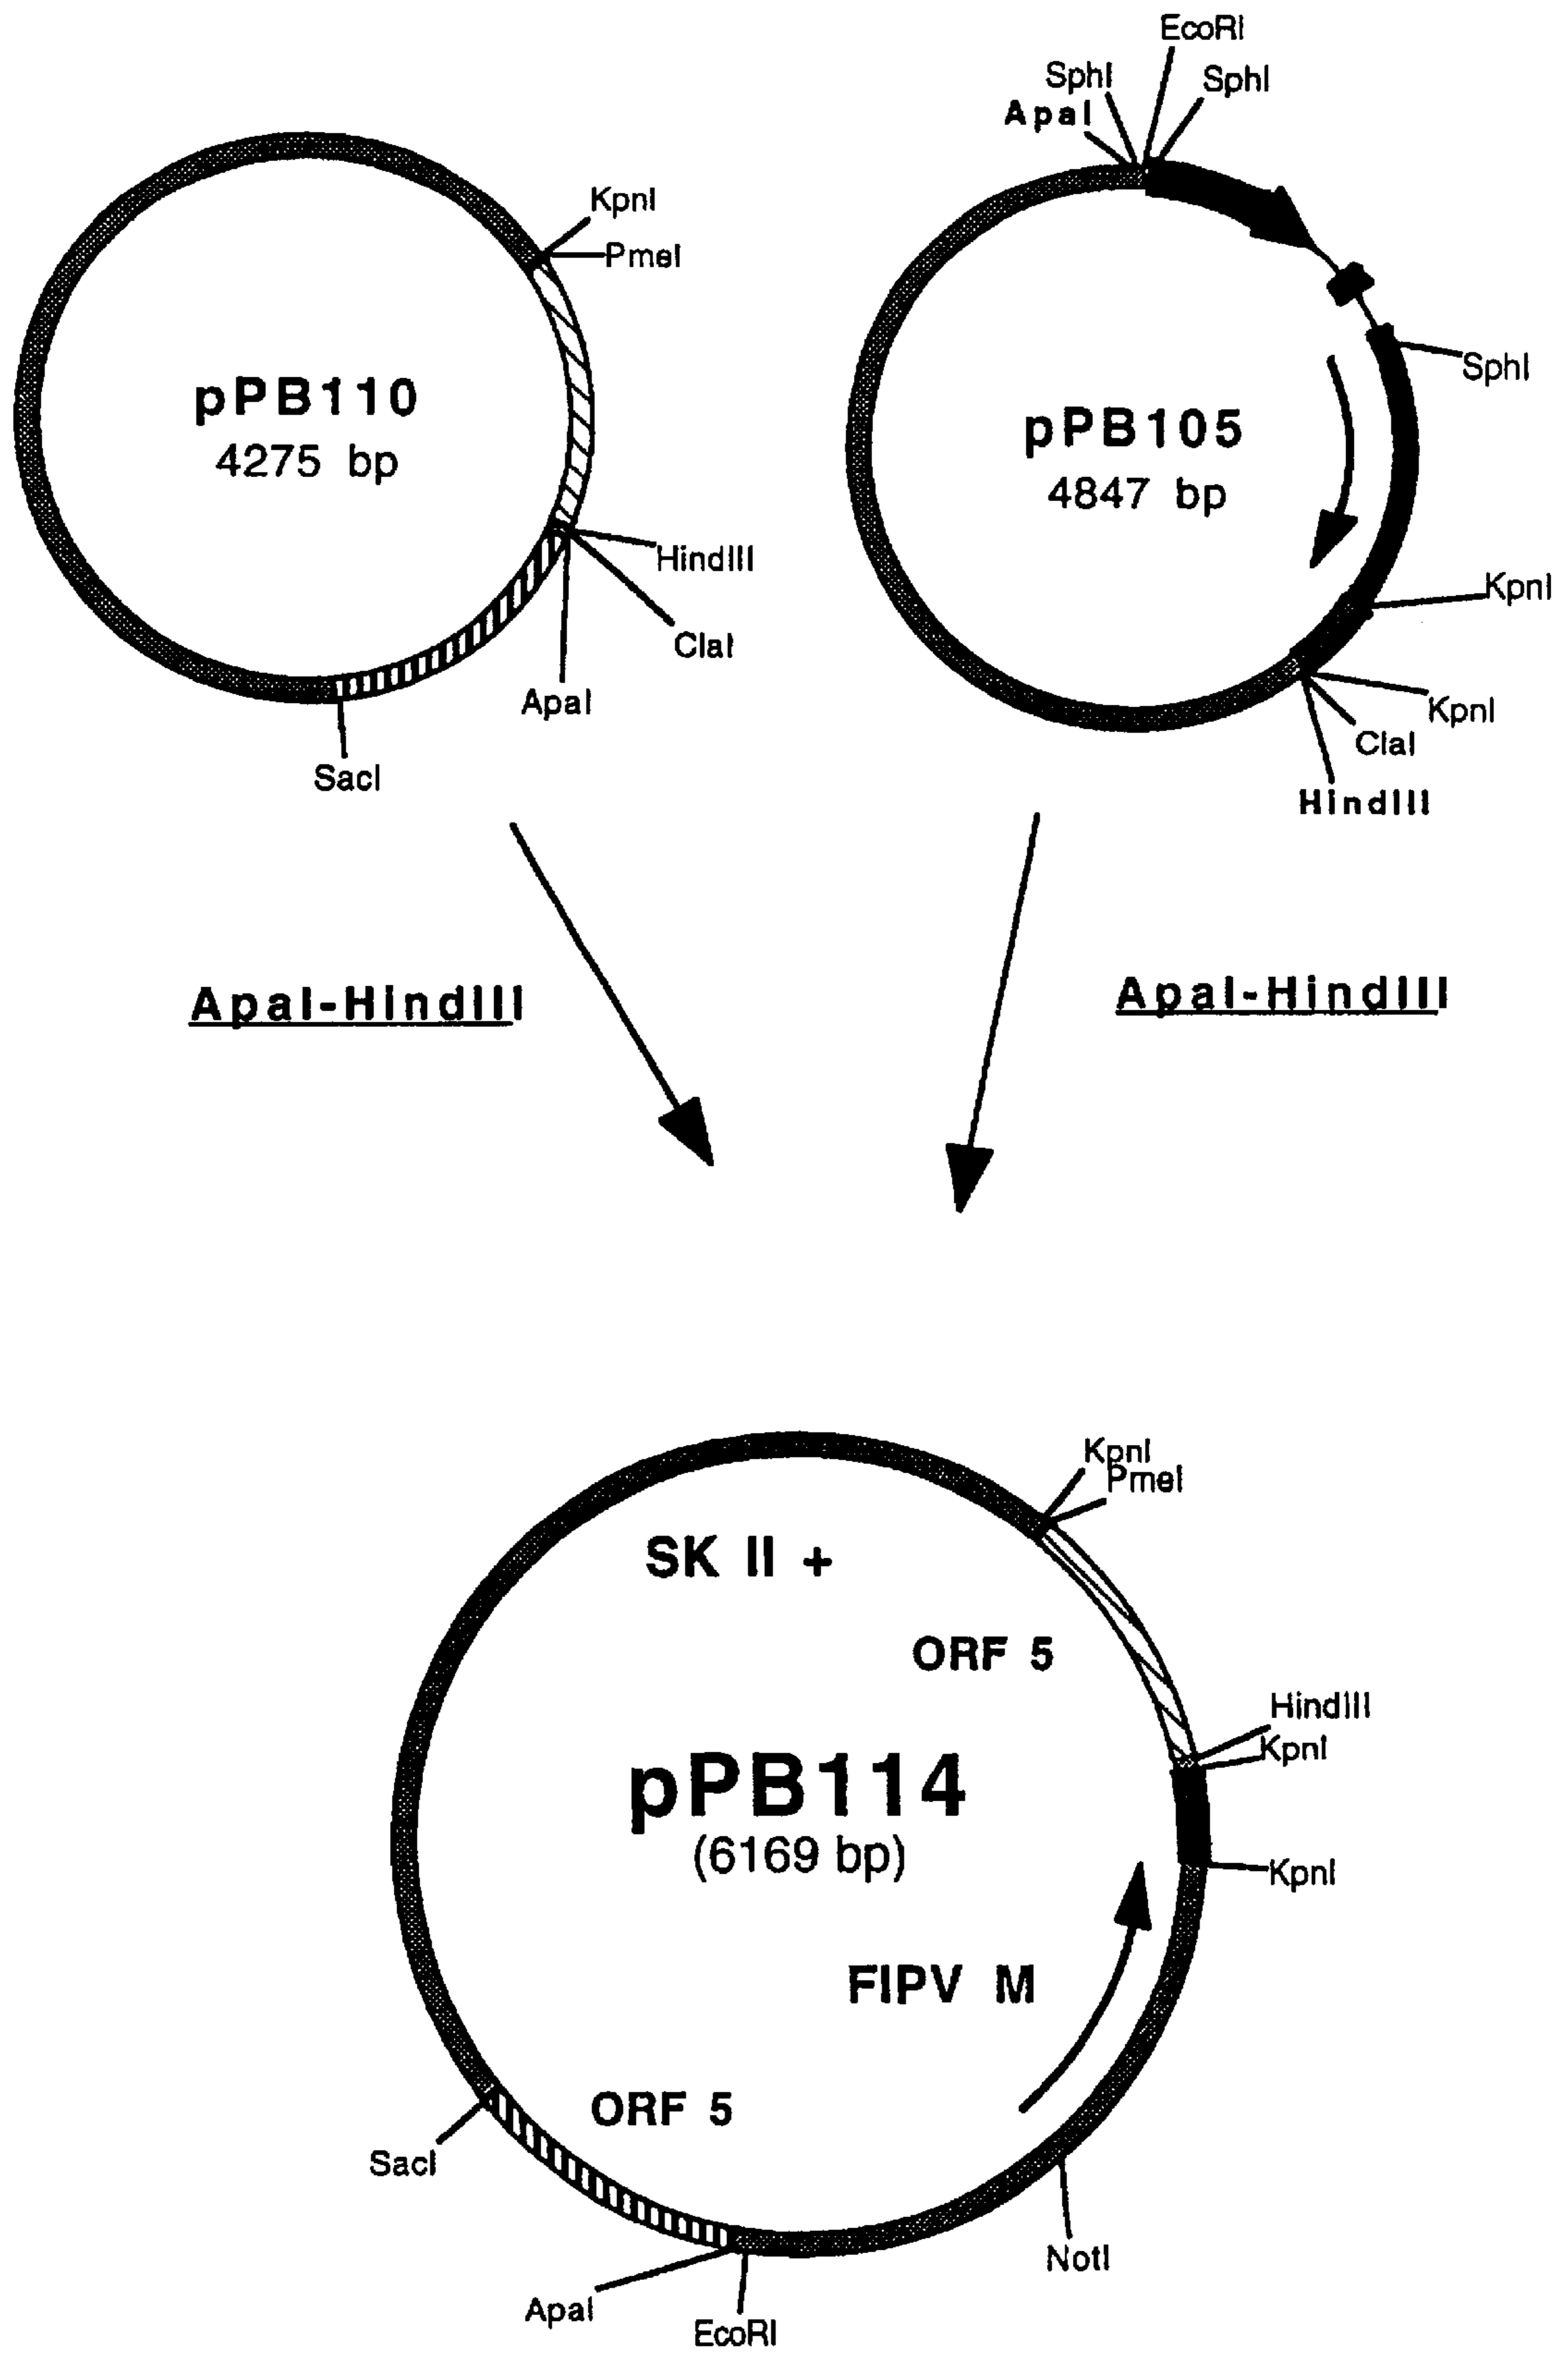 EcoRI
SphI
SphI
ApaI
KpnI
PmeI
pPB110
4275 bp
HindIII
ClaI
ApaI
SacI
SphI
pPB105
4847 bp
KpnI
KpnI
ClaI
HindIII
ApaI-HindIII
ApaI-HindIII
KpnI
PmeI
SK II +
ORF 5
HindIII
KpnI
pPB114
(6169 bp)
KpnI
FIPV M
ORF 5
SacI
NotI
ApaI
EcoRI